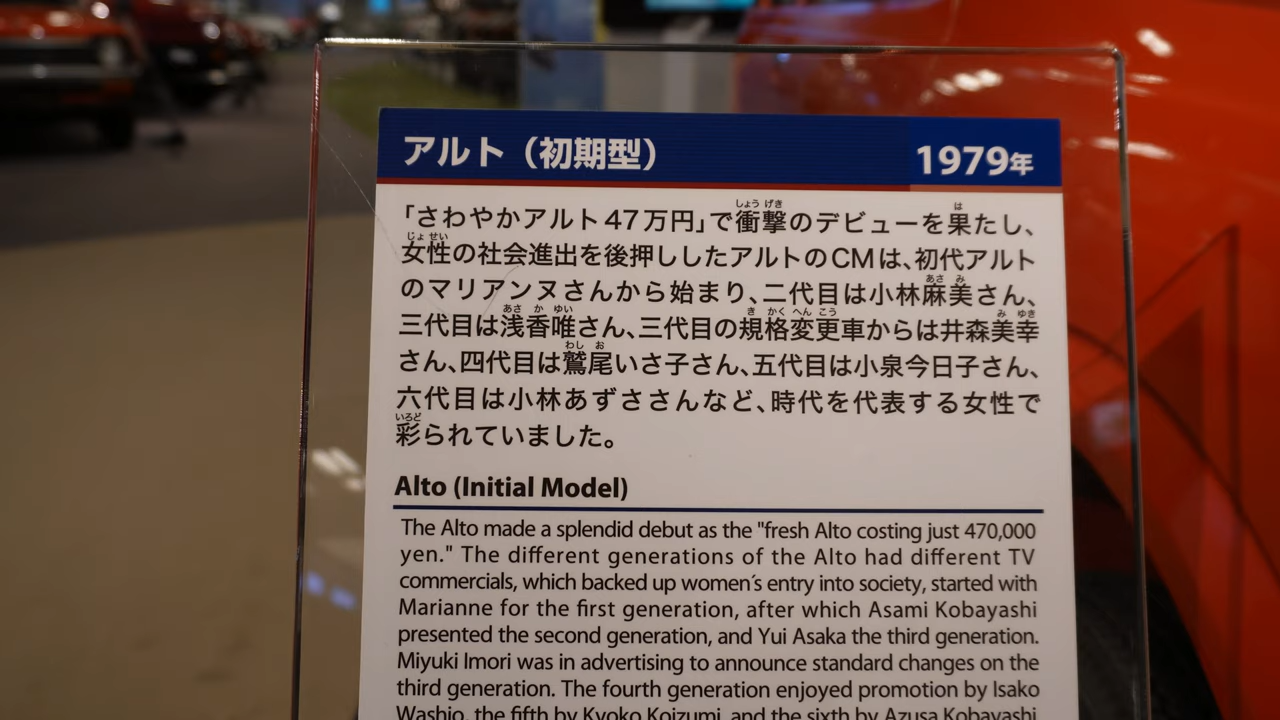 アルト（初期型） 1979年
「さわやかアルト47万円」で衝撃のデビューを果たし、
女性の社会進出を後押ししたアルトのCMは、初代アルト
のマリアンヌさんから始まり、二代目は小林麻美さん、
三代目は浅香唯さん、三代目の規格変更車からは井森美幸
さん、四代目は鷲尾いさ子さん、五代目は小泉今日子さん、
六代目は小林あずささんなど、時代を代表する女性で
彩られていました。
Alto (Initial Model)
The Alto made a splendid debut as the "fresh Alto costing just 470,000
yen." The different generations of the Alto had different TV
commercials, which backed up women´s entry into society, started with
Marianne for the first generation, after which Asami Kobayashi
presented the second generation, and Yui Asaka the third generation.
Miyuki Imori was in advertising to announce standard changes on the
third generation. The fourth generation enjoyed promotion by Isako
Washio, the fifth by Kyoko Koizumi, and the sixth by Azusa Kobayashi